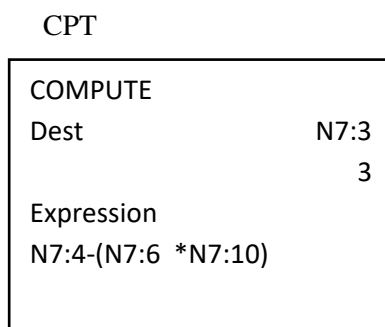 CPT
COMPUTE
Dest N7:3
3
Expression
N7:4-(N7:6 *N7:10)